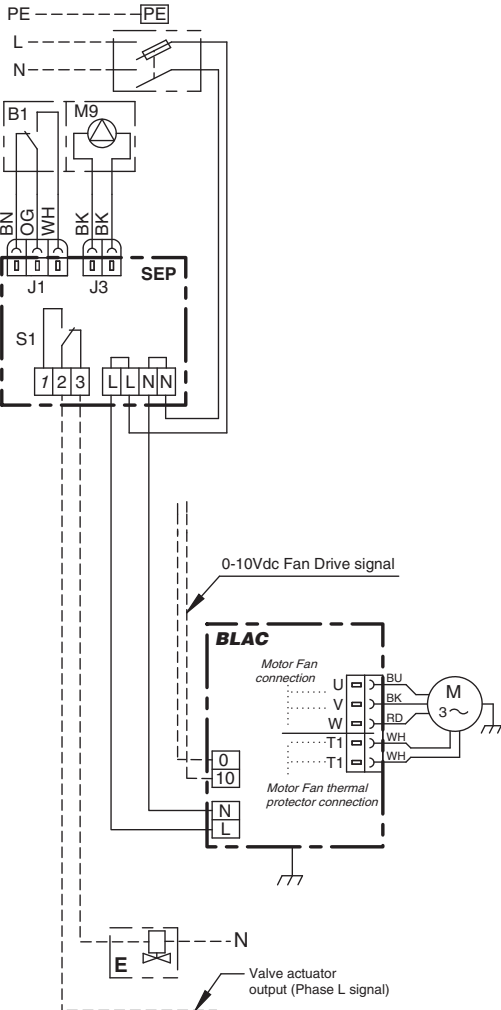 PE PE
L
N
B1 M9
BN OG WH BK BK
J1 J3 SEP
S1
1 2 3 L L N N
0-10Vdc Fan Drive signal
BLAC
Motor Fan
connection
U BU
V BK
W RD
T1 WH
T1 WH
M
3~
0
10
Motor Fan thermal
protector connection
N
L
E N
Valve actuator
output (Phase L signal)